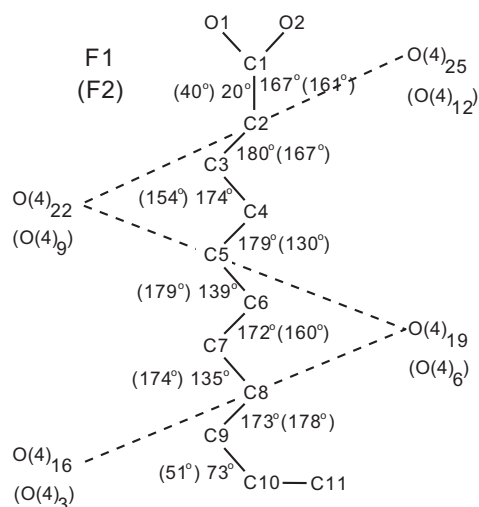 O1 O2
F1 C1 O(4)25
(F2) (40°) 20° 167°(161°) (O(4)12)
C2
C3 180°(167°)
(154°) 174°
O(4)22 C4
(O(4)9) 179°(130°)
C5
(179°) 139° C6
172°(160°) O(4)19
C7 (O(4)6)
(174°) 135° C8
173°(178°)
C9
O(4)16 (51°) 73°
(O(4)3) C10 C11